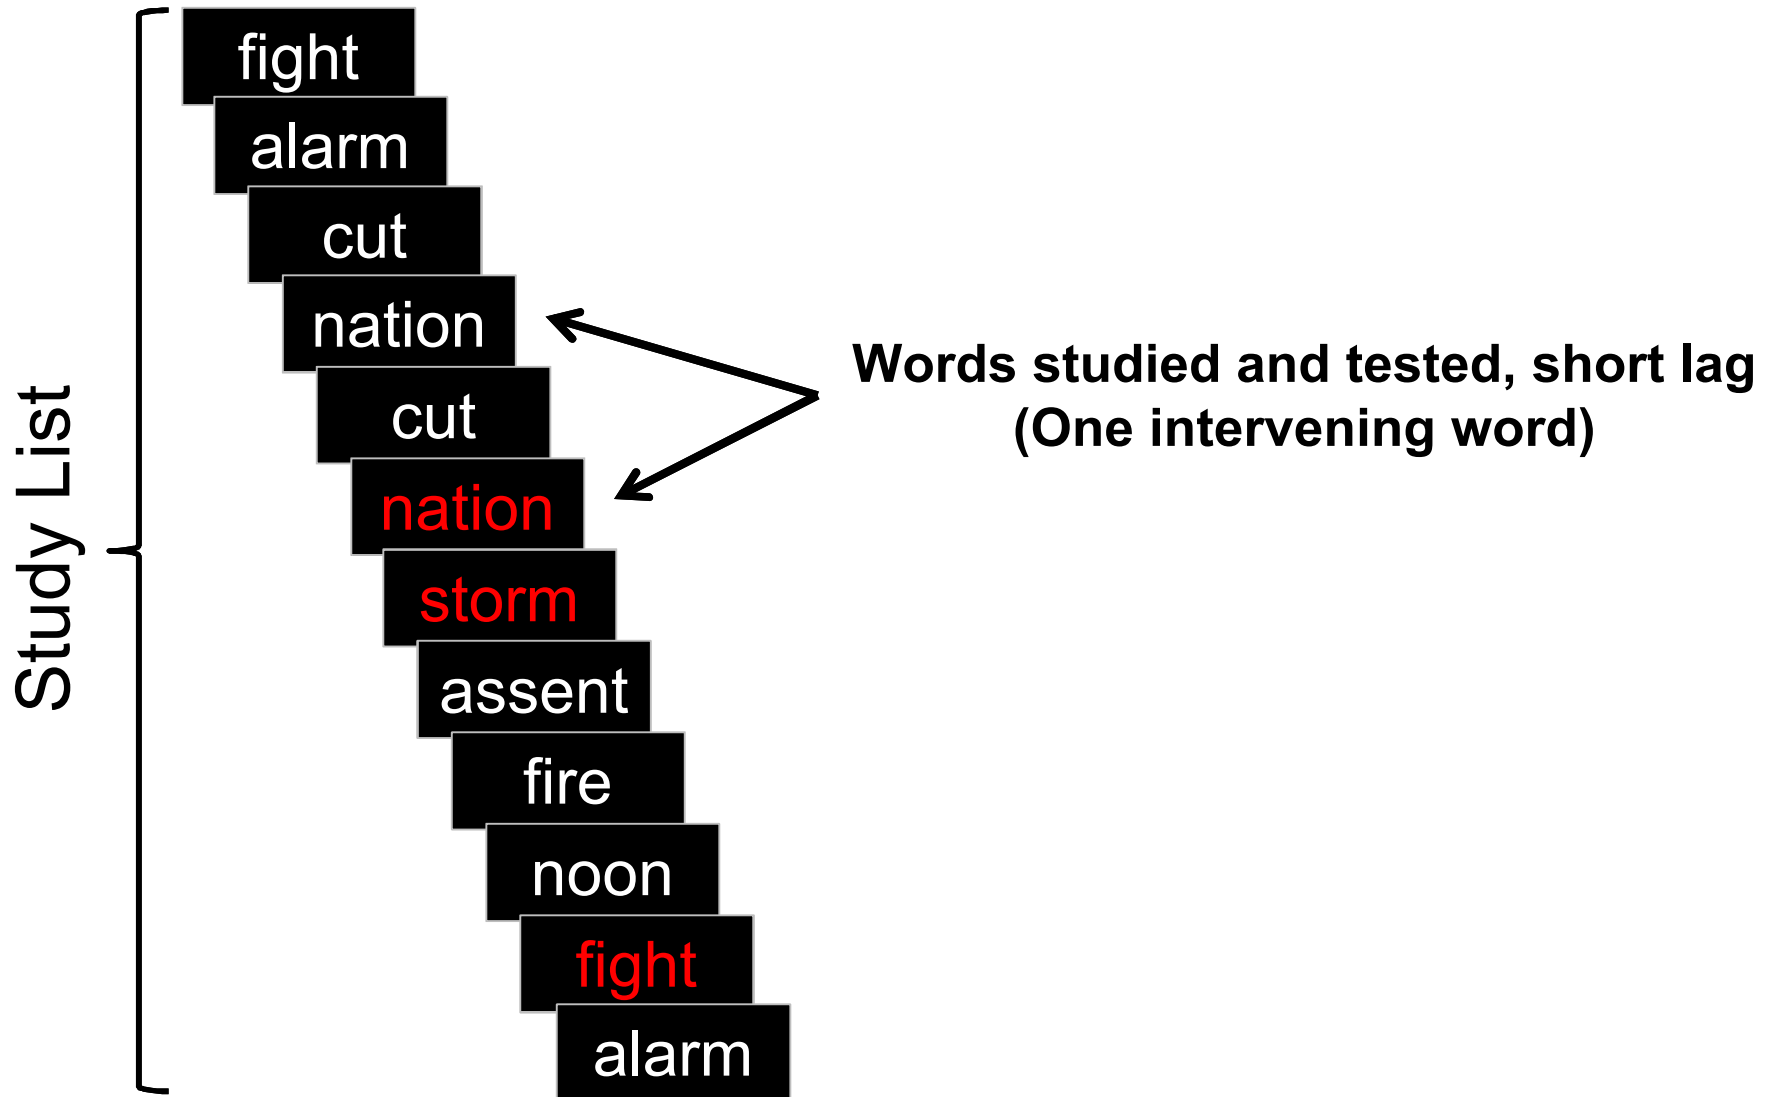 Study List
fight
alarm
cut
nation
cut
nation
storm
assent
fire
noon
fight
alarm
Words studied and tested, short lag
(One intervening word)